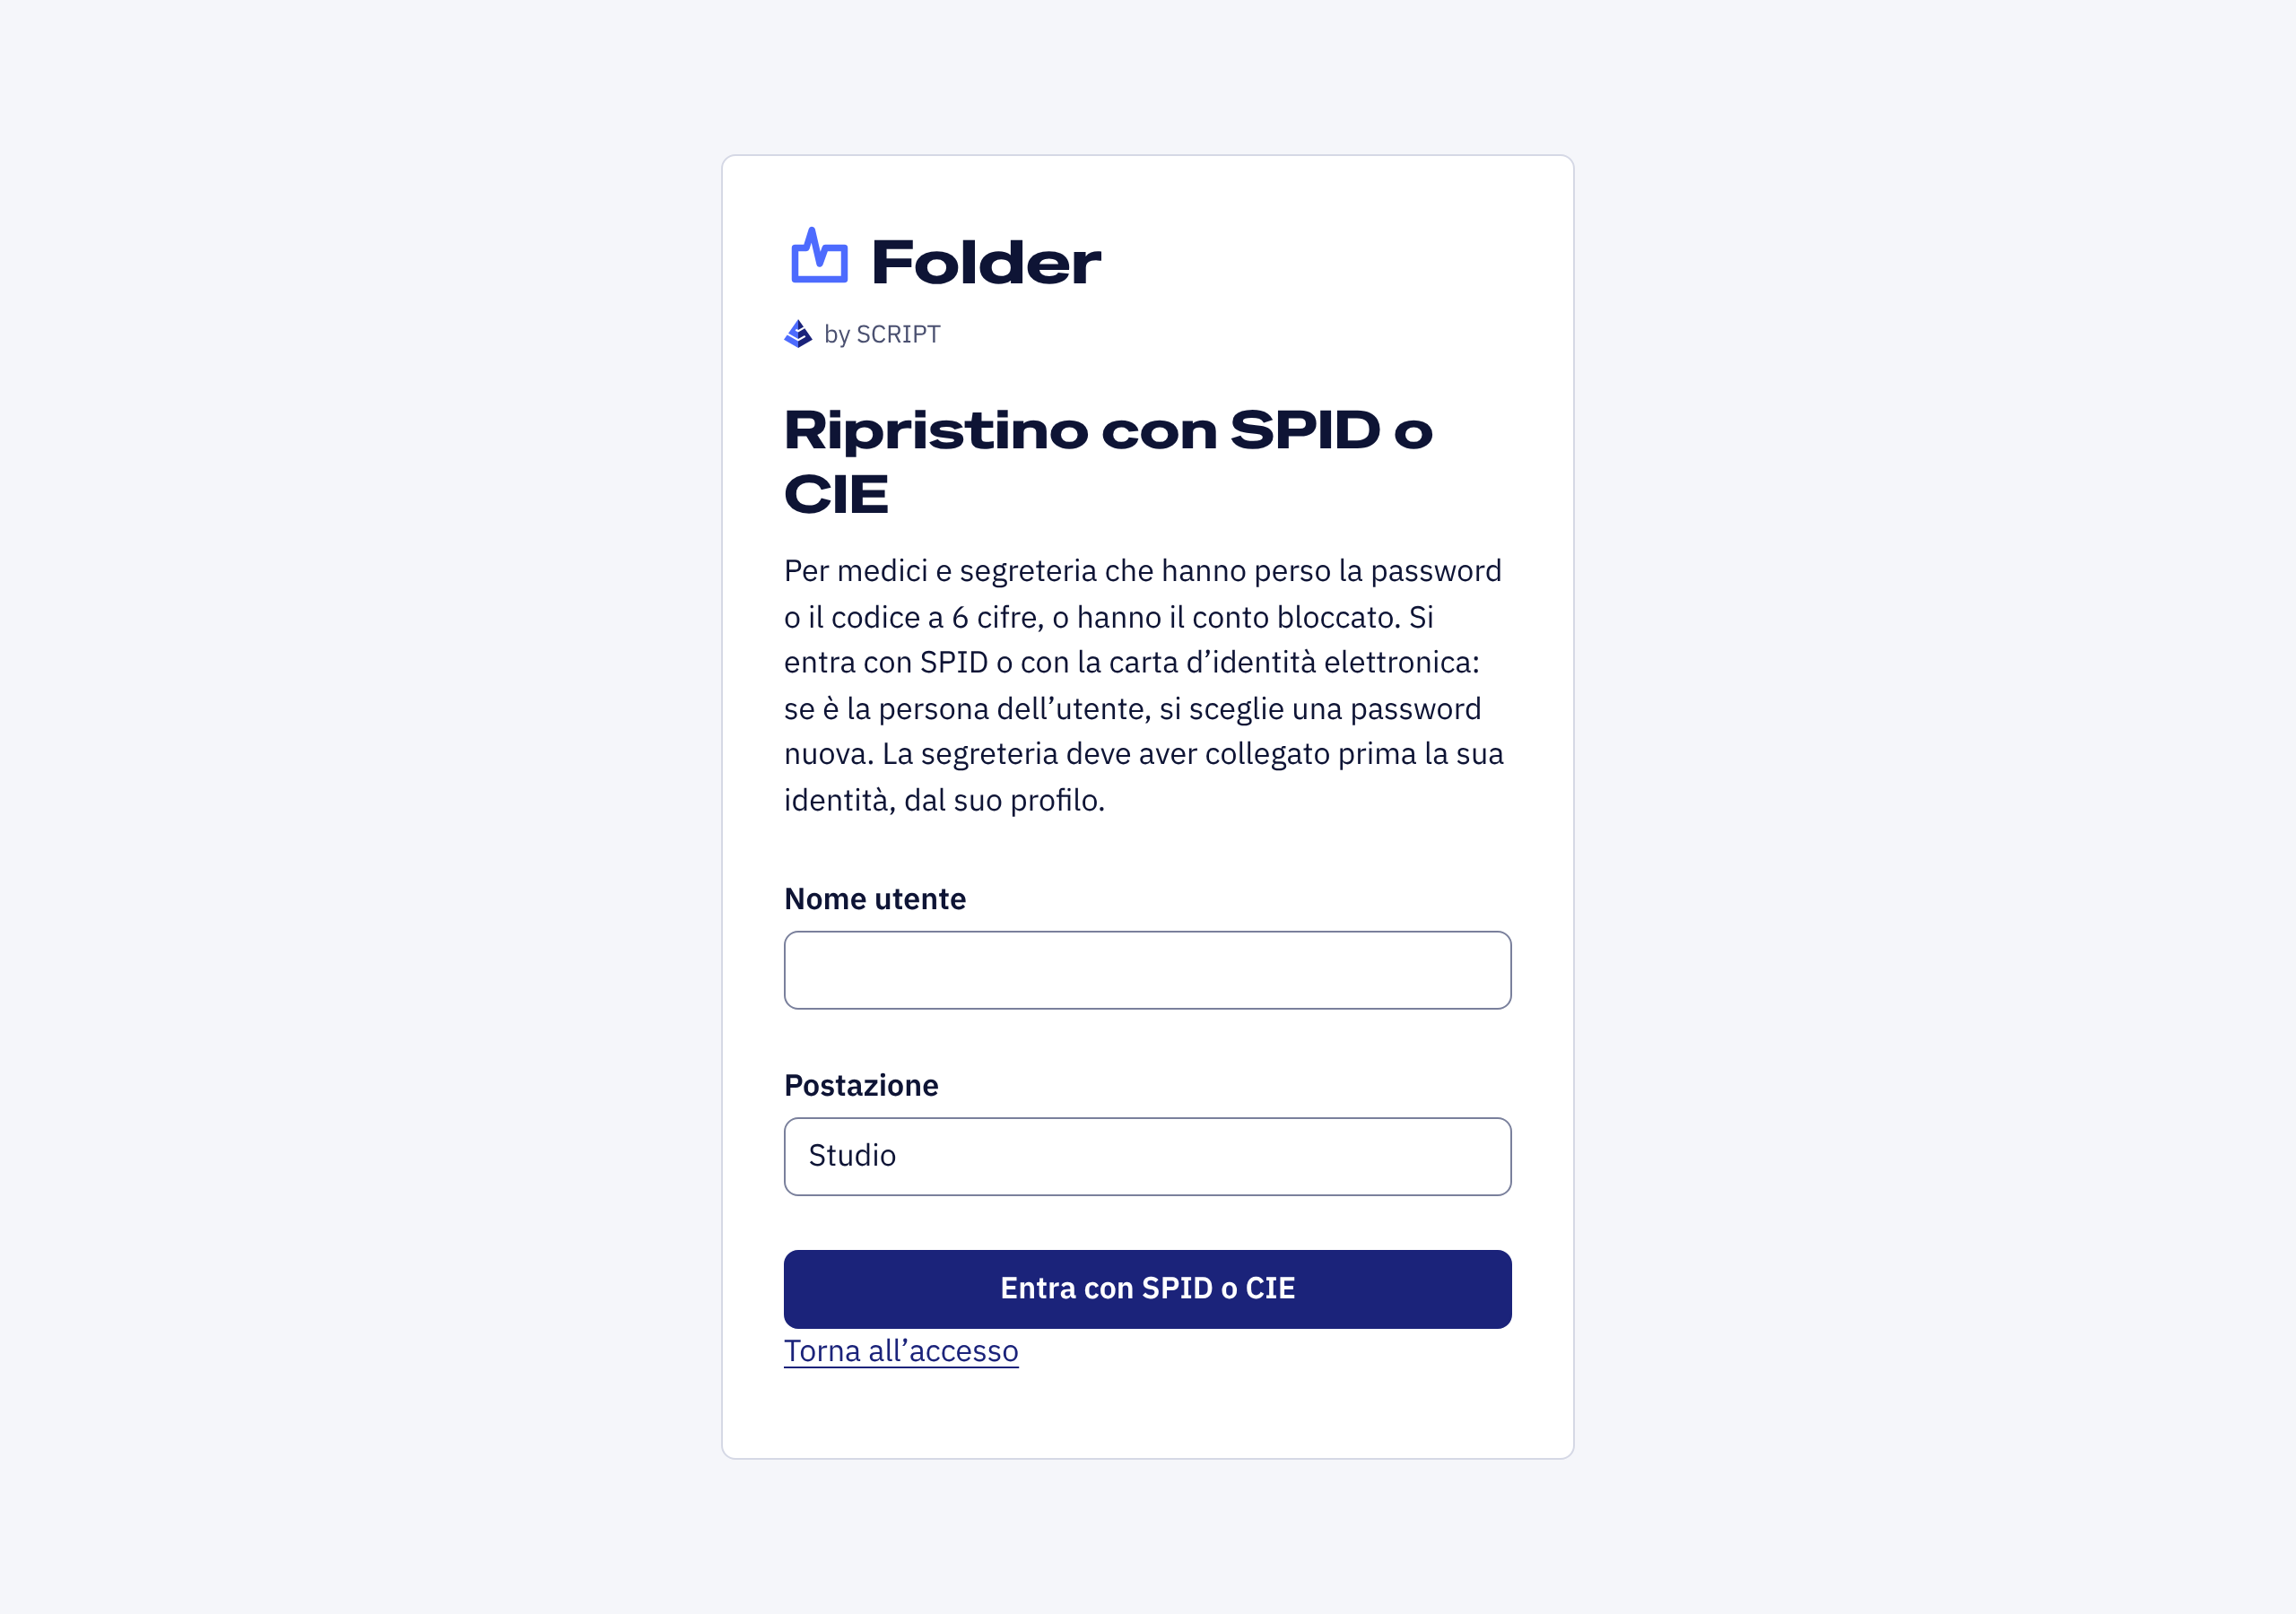 Folder
by SCRIPT
Ripristino con SPID o
CIE
Per medici e segreteria che hanno perso la password
o il codice a 6 cifre, o hanno il conto bloccato. Si
entra con SPID o con la carta d’identità elettronica:
se è la persona dell’utente, si sceglie una password
nuova. La segreteria deve aver collegato prima la sua
identità, dal suo profilo.
Nome utente
Postazione
Studio
Entra con SPID o CIE
Torna all’accesso